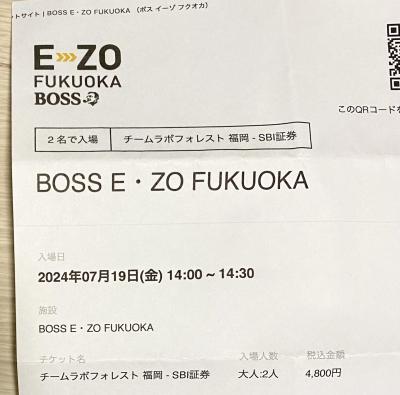 トサイト | BOSS E・ZO FUKUOKA （ボス イーゾ フクオカ）
E>>>ZO
FUKUOKA
BOSS
このQRコードを
2名で入場 チームラボフォレスト 福岡 - SBI証券
BOSS E・ZO FUKUOKA
入場日
2024年07月19日(金) 14:00 ~ 14:30
施設
BOSS E・ZO FUKUOKA
チケット名 入場人数 税込金額
チームラボフォレスト 福岡 - SBI証券 大人:2人 4,800円